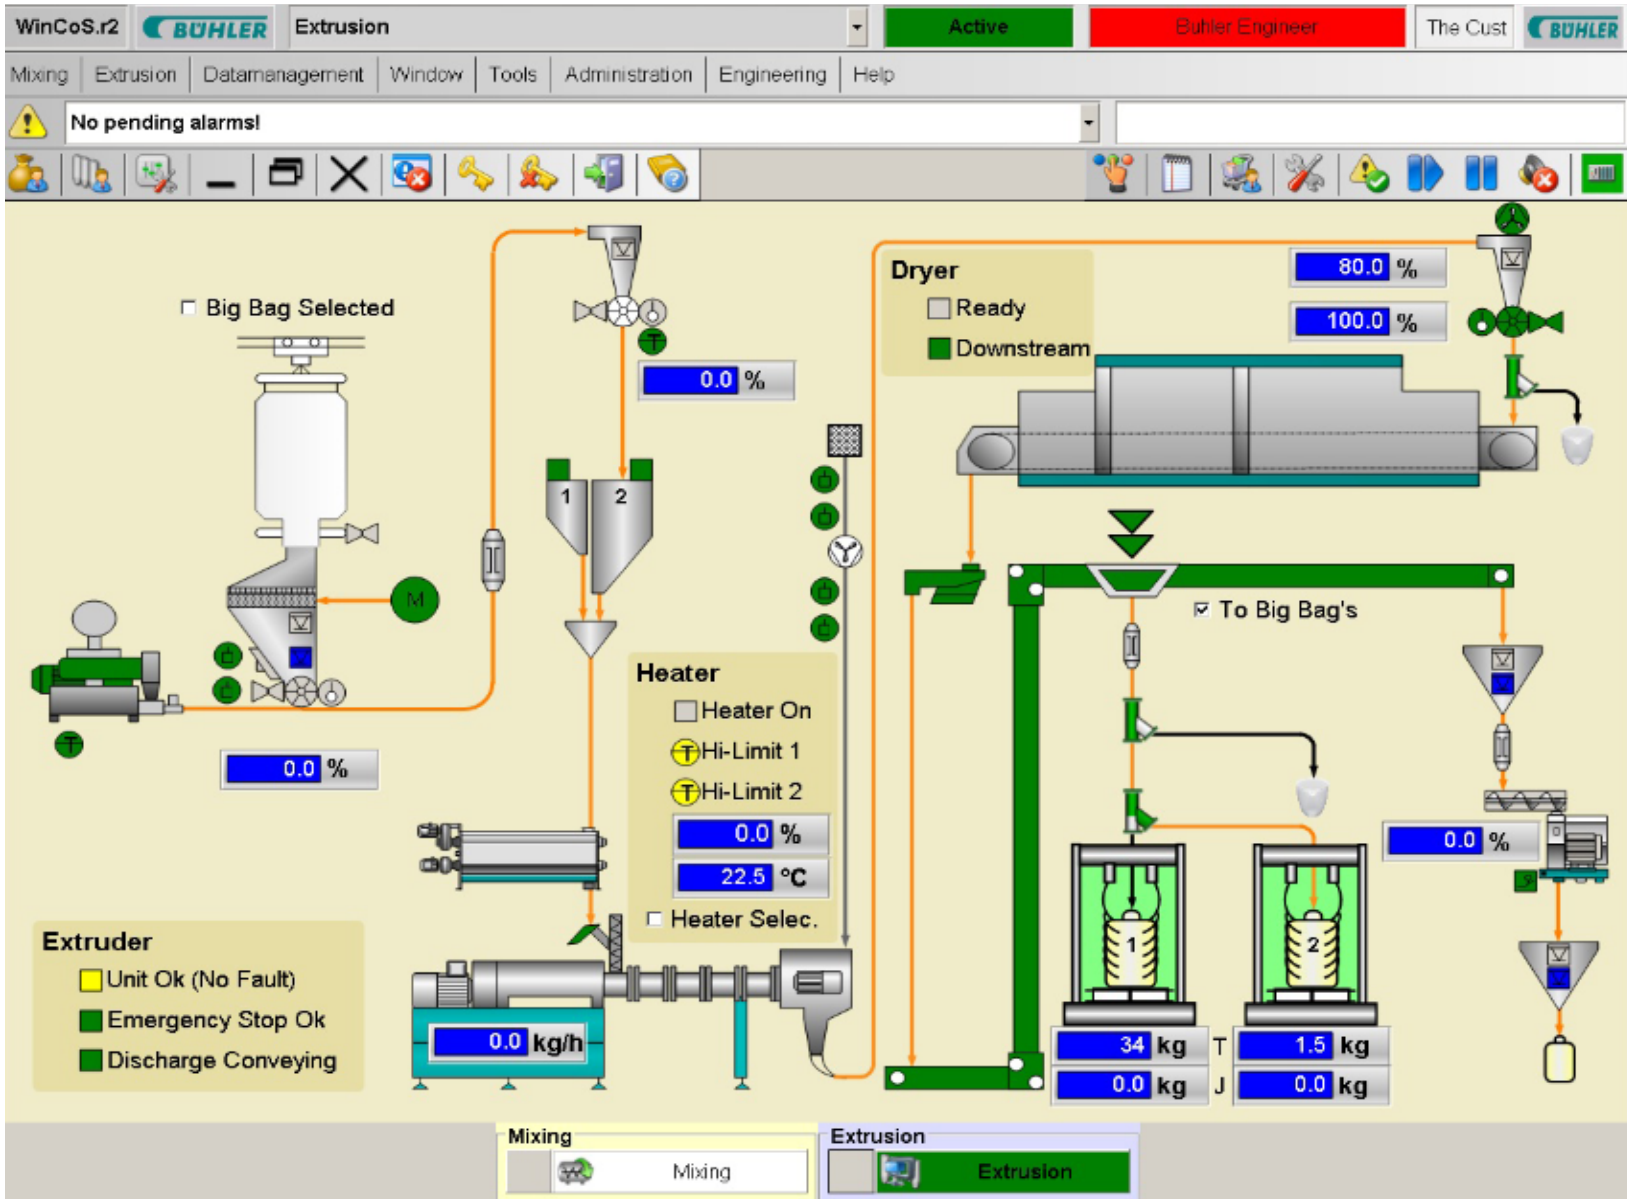 WinCoS.r2 BÜHLER Extrusion Active Buhler Engineer The Cust BÜHLER
Mixing Extrusion Datamanagement Window Tools Administration Engineering Help
No pending alarms!
Big Bag Selected
Dryer
Ready
Downstream
80.0 %
100.0 %
T
0.0 %
1 2
M
To Big Bag's
T
0.0 %
Heater
Heater On
T Hi-Limit 1
T Hi-Limit 2
0.0 %
22.5 °C
Heater Selec.
0.0 %
Extruder
Unit Ok (No Fault)
Emergency Stop Ok
Discharge Conveying
0.0 kg/h
1 2
34 kg T 1.5 kg
0.0 kg J 0.0 kg
Mixing Extrusion
Mixing Extrusion